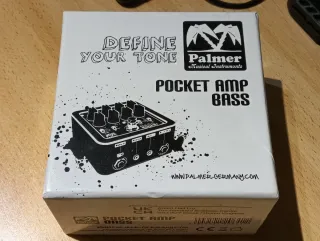 DEFINE
YOUR TONE
Palmer
Musical Instruments
POCKET AMP
BASS
WWW.PALMER-GERMANY.COM
POCKET AMP
BASS